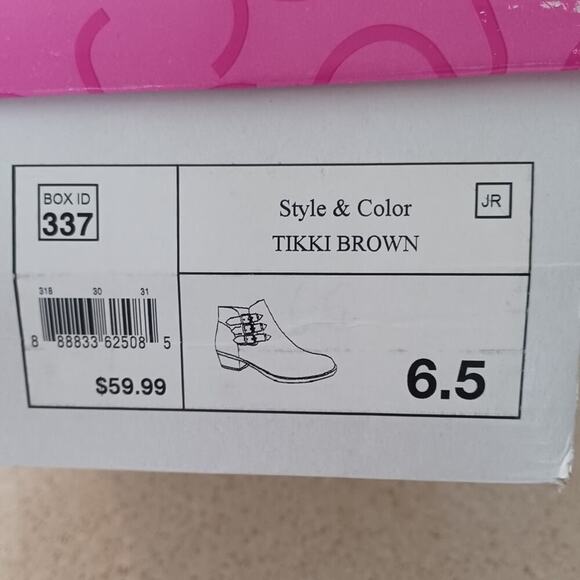 BOX ID
337
Style & Color
TIKKI BROWN
JR
318 30 31
8 88833 62508 5
$59.99
6.5